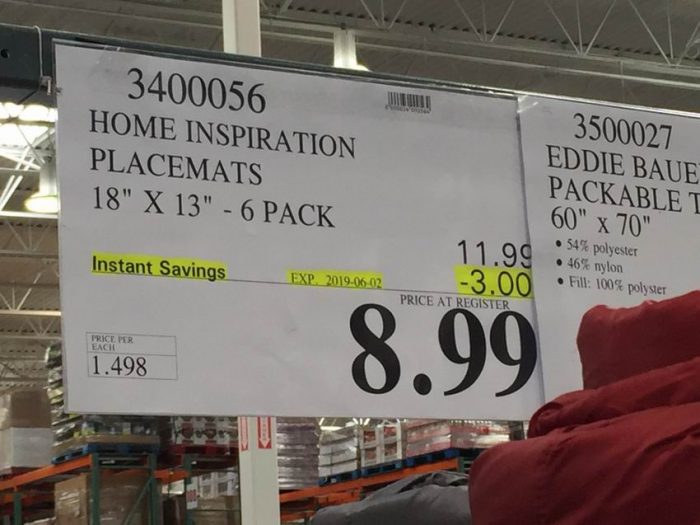 3400056
HOME INSPIRATION
PLACEMATS
18" X 13" - 6 PACK
11.99
Instant Savings EXP. 2019-06-02 -3.00
PRICE AT REGISTER
8.99
PRICE PER
EACH
1.498
3500027
EDDIE BAUE
PACKABLE T
60" x 70"
• 54% polyester
• 46% nylon
• Fill: 100% polyester